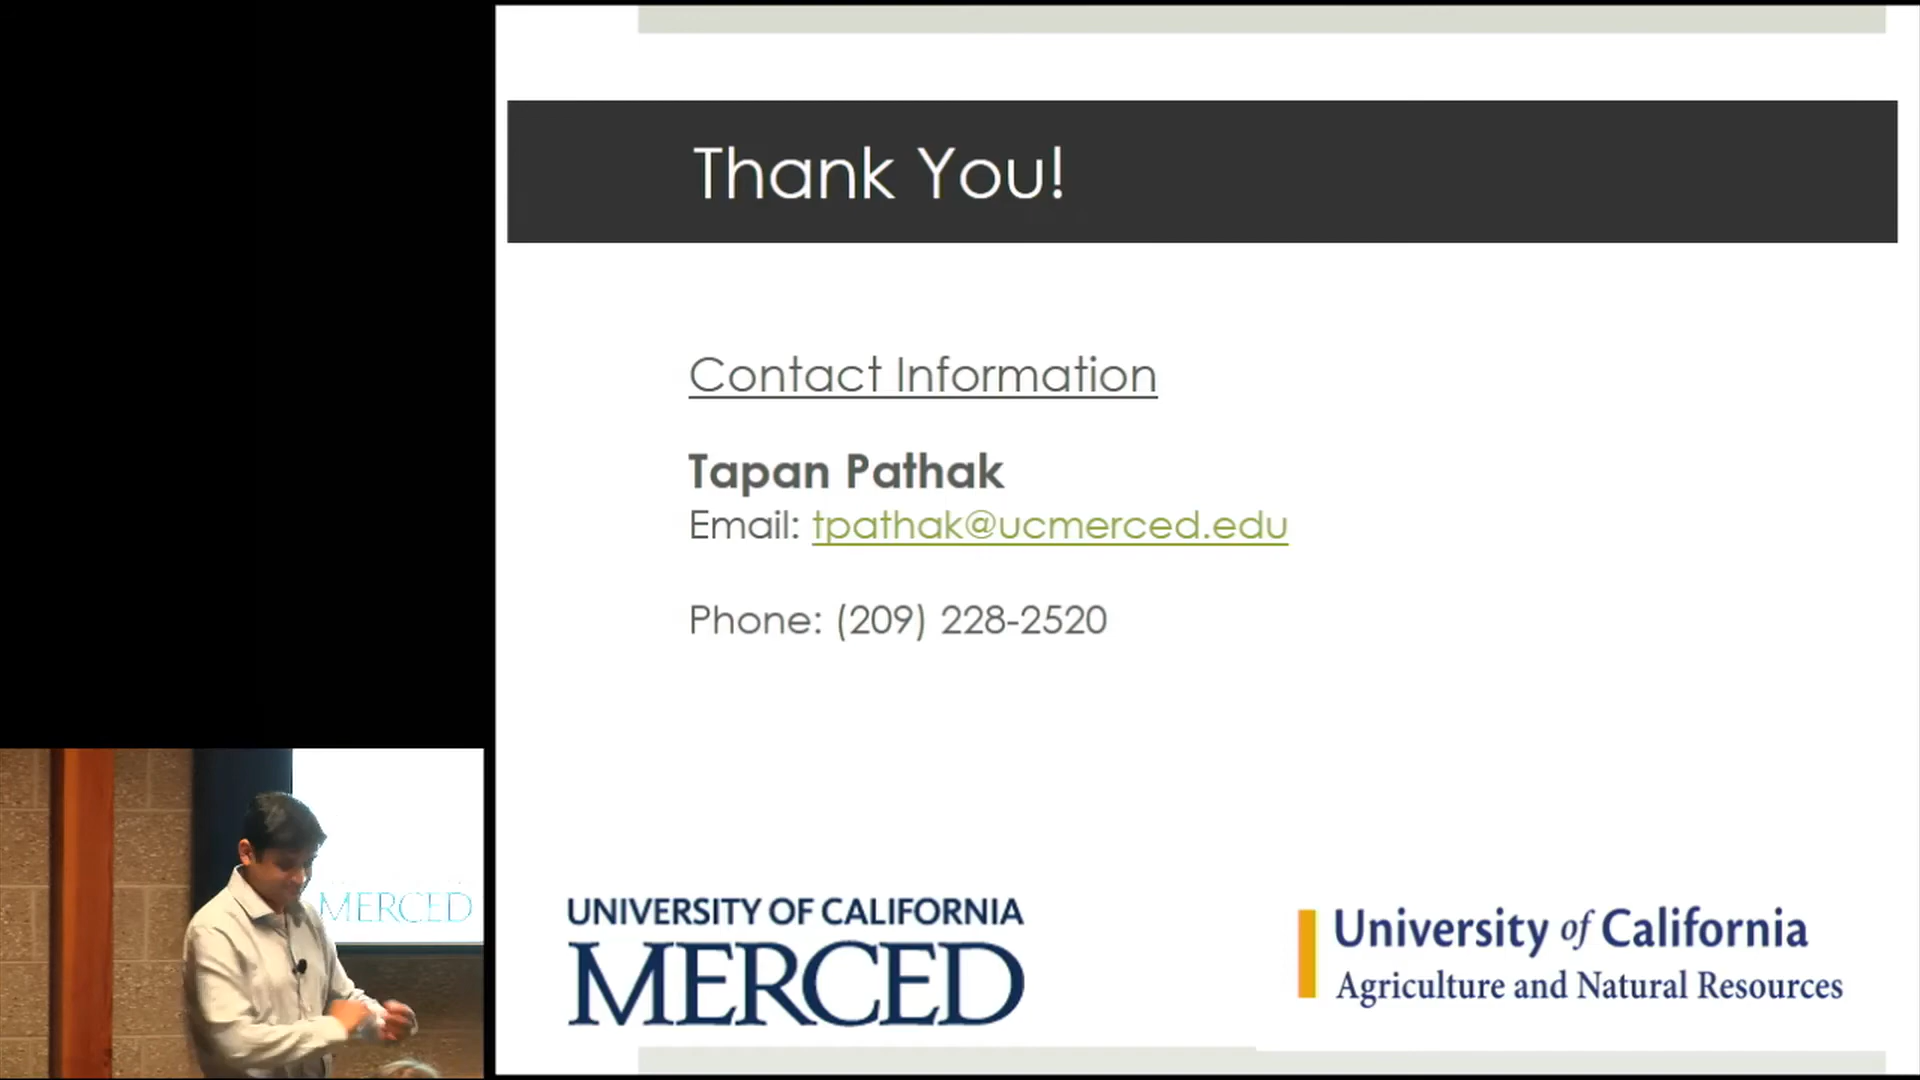 Thank You!
Contact Information
Tapan Pathak
Email: tpathak@ucmerced.edu
Phone: (209) 228-2520
MERCED
UNIVERSITY OF CALIFORNIA
MERCED
University of California
Agriculture and Natural Resources